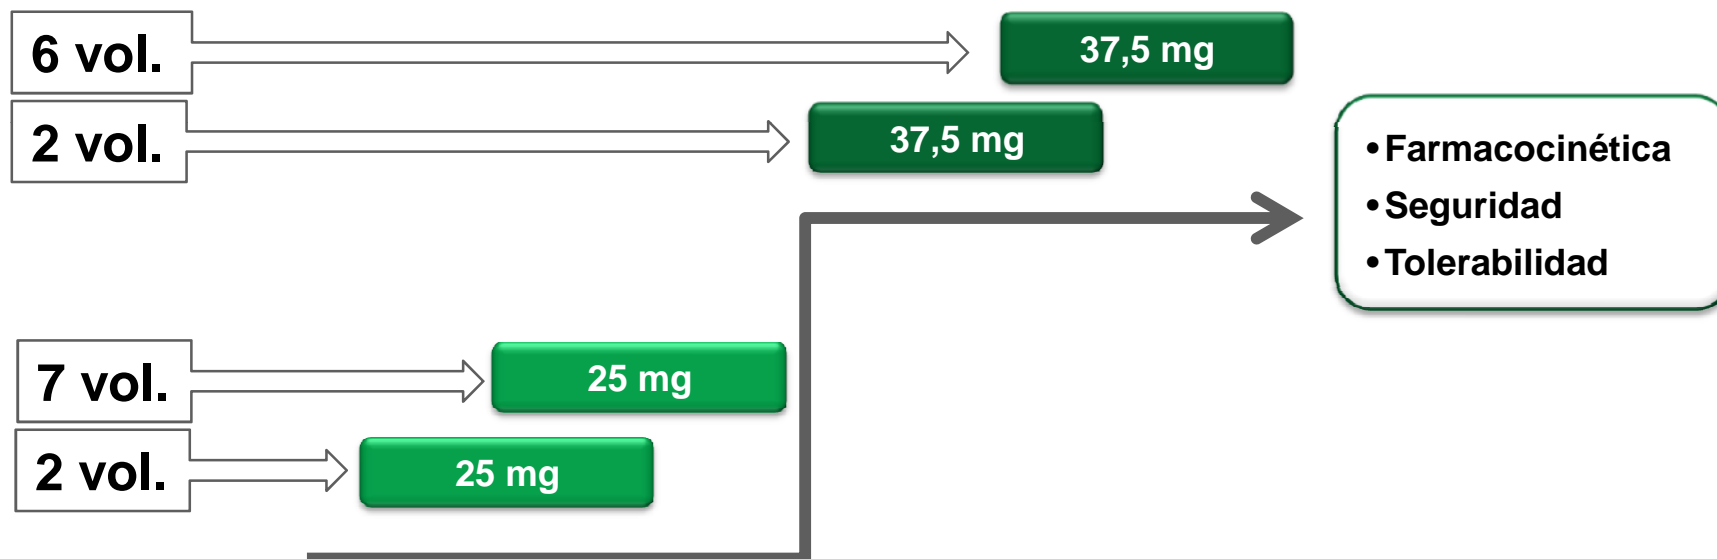 6 vol.
37,5 mg
2 vol.
37,5 mg
•Farmacocinética
•Seguridad
•Tolerabilidad
7 vol.
25 mg
2 vol.
25 mg